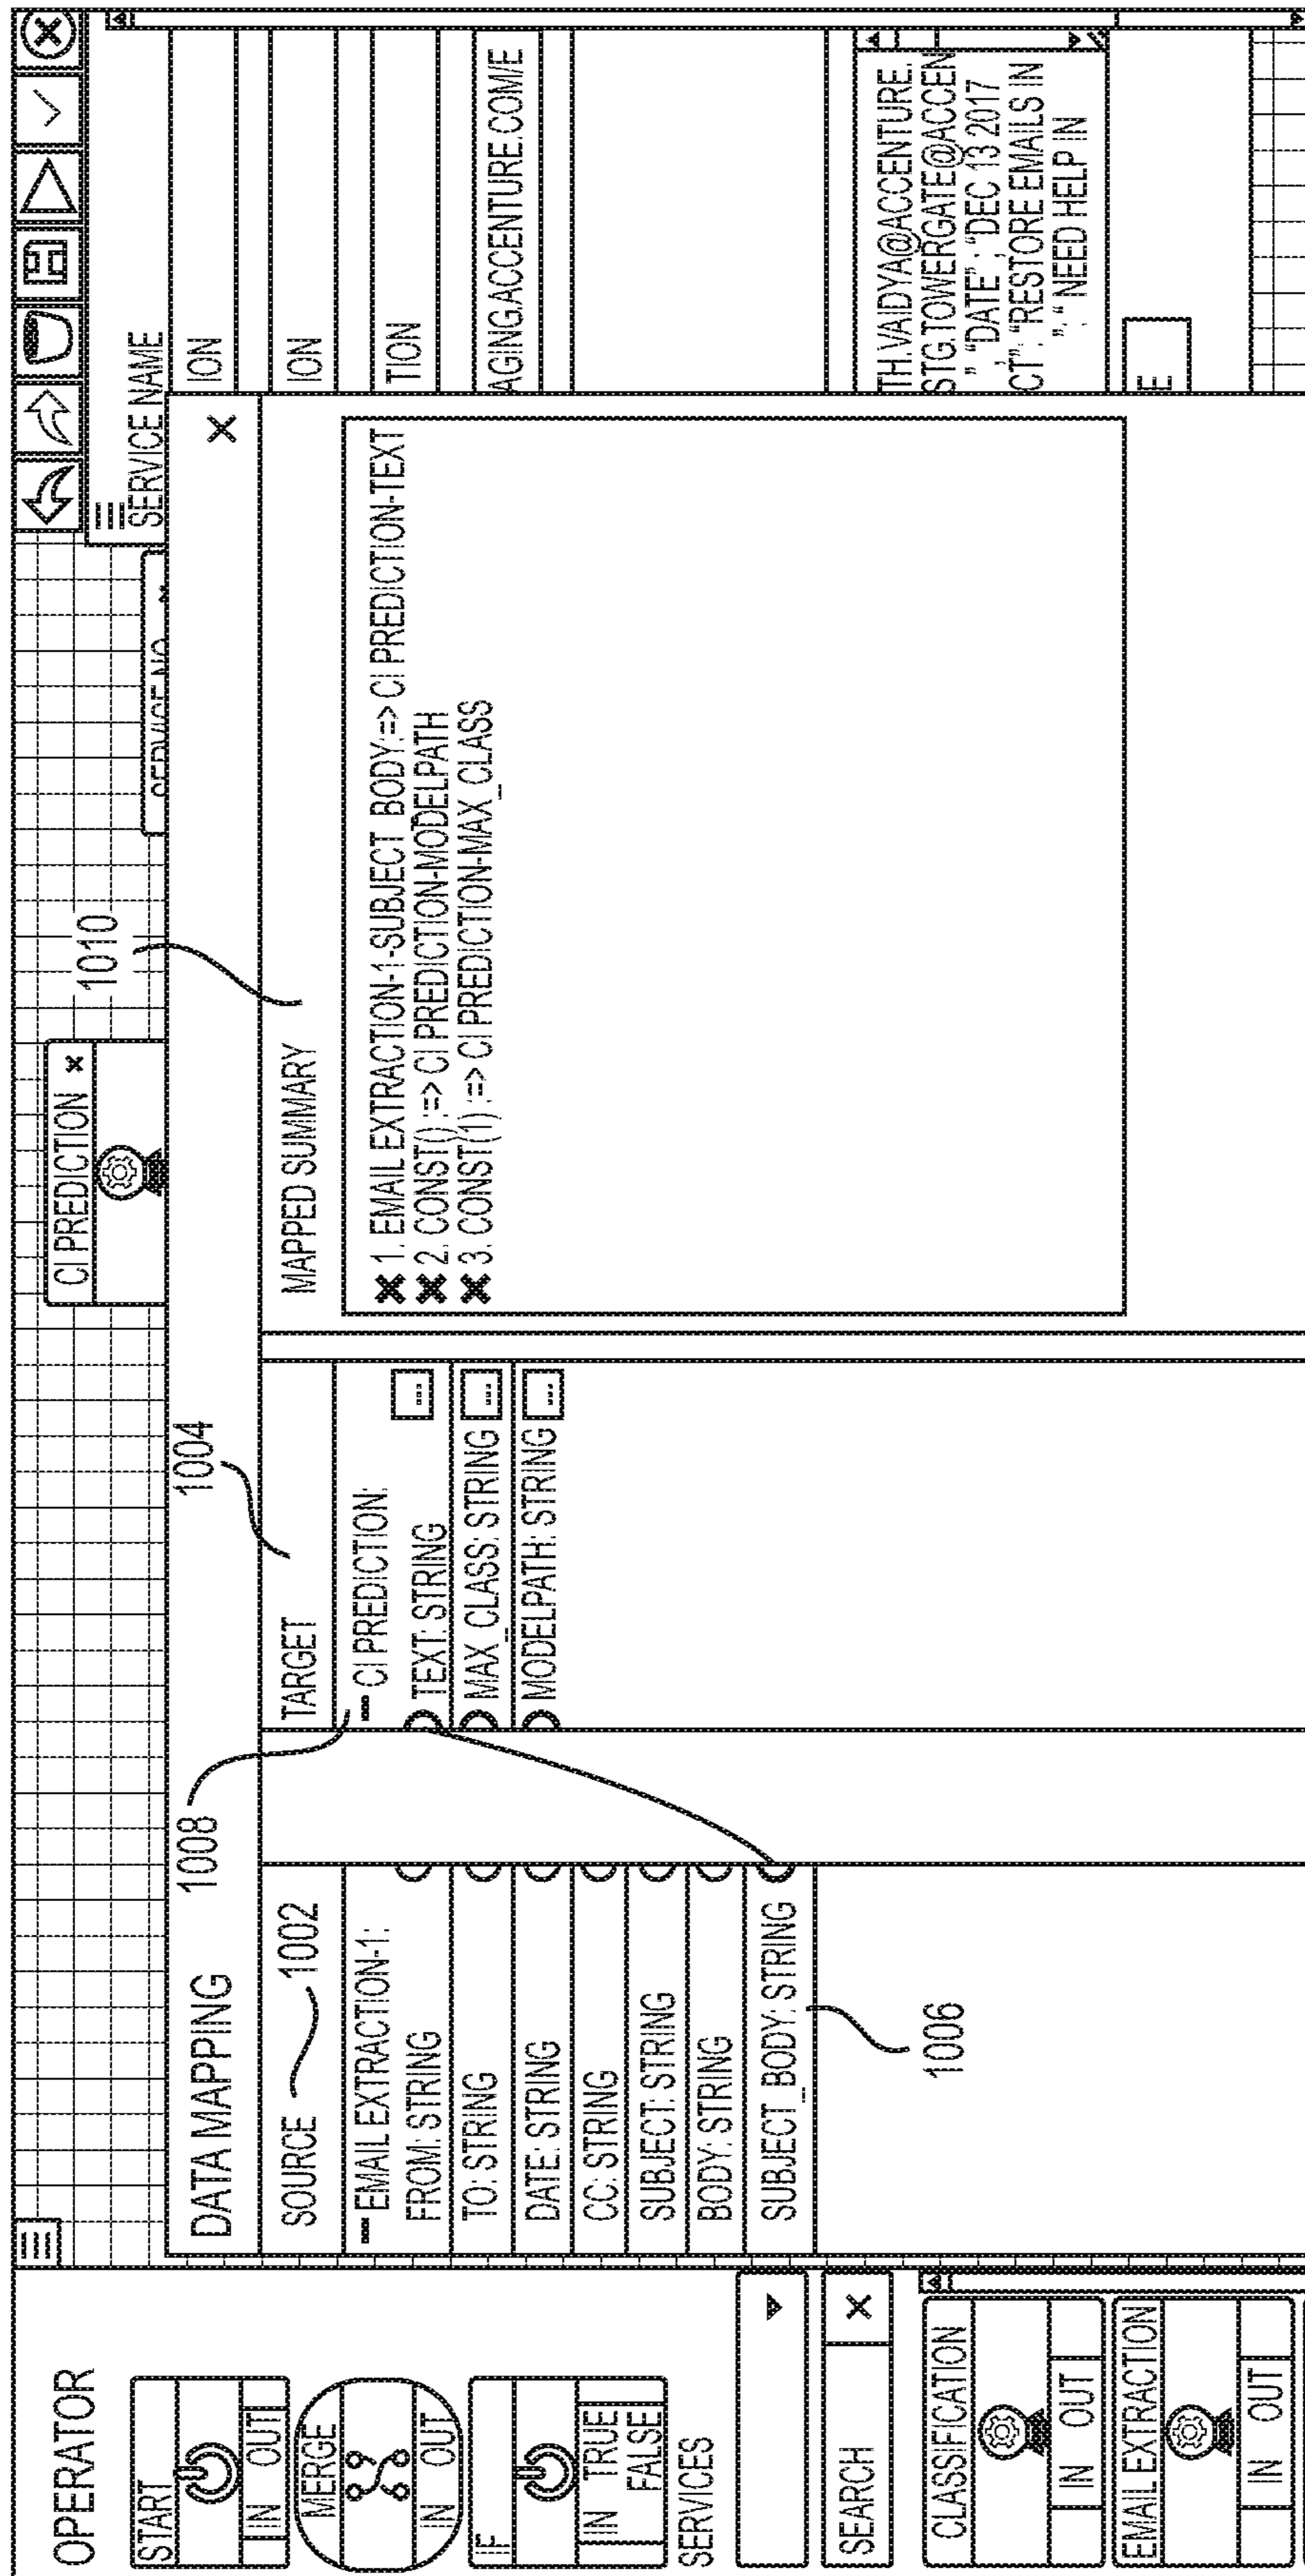 OPERATOR
START
IN OUT
MERGE
IN OUT
IF
IN TRUE
FALSE
SERVICES
SEARCH X
CLASSIFICATION
IN OUT
EMAIL EXTRACTION
IN OUT
CI PREDICTION x
1010
SERVICE NAME
DATA MAPPING
1008
1004
X
SOURCE 1002
EMAIL EXTRACTION-1:
FROM: STRING
TO: STRING
DATE: STRING
CC: STRING
SUBJECT: STRING
BODY: STRING
SUBJECT_BODY: STRING
1006
TARGET
CI PREDICTION:
TEXT: STRING ...
MAX_CLASS: STRING ...
MODELPATH: STRING ...
MAPPED SUMMARY
1. EMAIL EXTRACTION-1-SUBJECT_BODY:=> CI PREDICTION-TEXT
2. CONST() :=> CI PREDICTION-MODELPATH
3. CONST(1) :=> CI PREDICTION-MAX_CLASS
ION
ION
TION
AGING.ACCENTURE.COM/E
TH.VAIDYA@ACCENTURE.
STG.TOWERGATE@ACCEN
" "DATE" : "DEC 13 2017
CT": "RESTORE EMAILS IN
": " NEED HELP IN
E